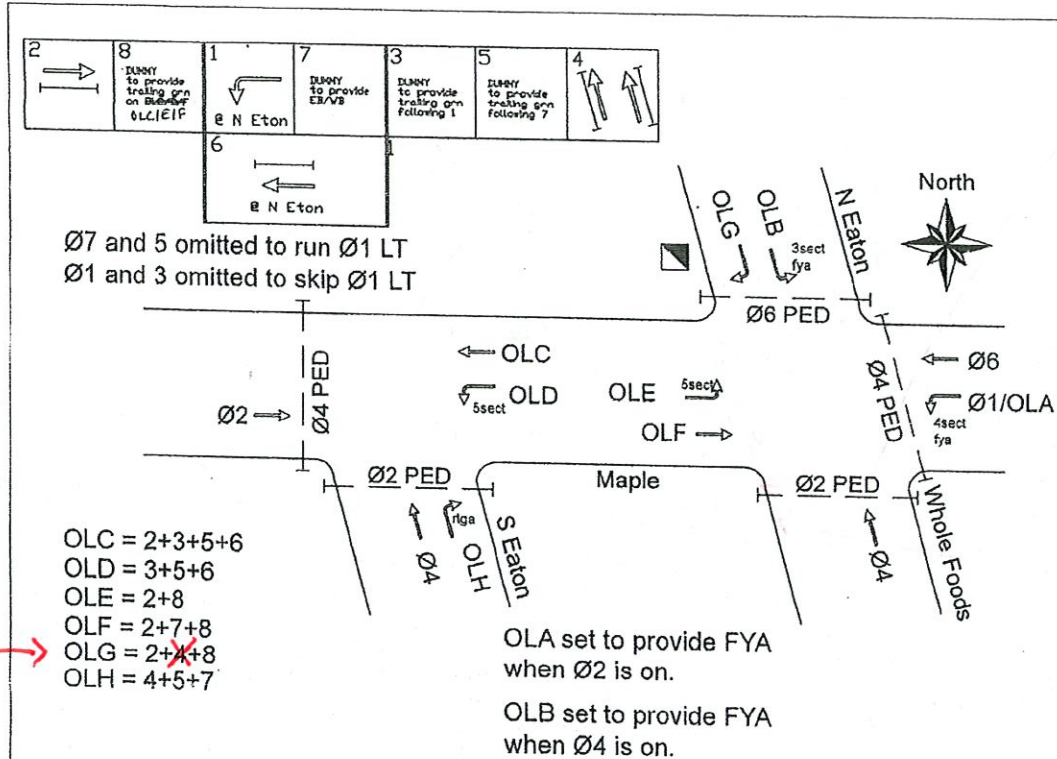 2
8
DUMMY
to provide
trailing grn
on
OLC/E/F
1
@ N Eton
7
DUMMY
to provide
EB/WB
3
DUMMY
to provide
trailing grn
following 1
5
DUMMY
to provide
trailing grn
following 7
4
6
@ N Eton
Ø7 and 5 omitted to run Ø1 LT
Ø1 and 3 omitted to skip Ø1 LT
OLG
OLB
3sect
fya
N Eaton
North
Ø6 PED
Ø2
Ø4 PED
OLC
5sect
OLD
OLE
5sect
OLF
Ø4 PED
Ø6
Ø1/OLA
4sect
fya
Ø2 PED
Maple
Ø2 PED
Ø4
rtga
OLH
S Eaton
Ø4
Whole Foods
OLC = 2+3+5+6
OLD = 3+5+6
OLE = 2+8
OLF = 2+7+8
OLG = 2+4+8
OLH = 4+5+7
OLA set to provide FYA
when Ø2 is on.
OLB set to provide FYA
when Ø4 is on.